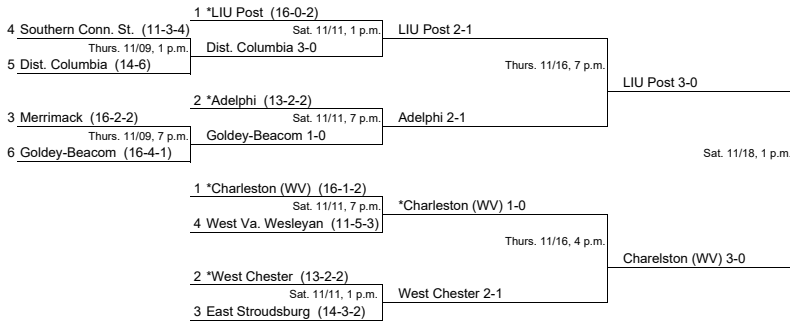 1 *LIU Post (16-0-2)
4 Southern Conn. St. (11-3-4)
Sat. 11/11, 1 p.m.
LIU Post 2-1
Thurs. 11/09, 1 p.m.
Dist. Columbia 3-0
5 Dist. Columbia (14-6)
Thurs. 11/16, 7 p.m.
LIU Post 3-0
2 *Adelphi (13-2-2)
3 Merrimack (16-2-2)
Sat. 11/11, 7 p.m.
Adelphi 2-1
Thurs. 11/09, 7 p.m.
Goldey-Beacom 1-0
6 Goldey-Beacom (16-4-1)
Sat. 11/18, 1 p.m.
1 *Charleston (WV) (16-1-2)
Sat. 11/11, 7 p.m.
*Charleston (WV) 1-0
4 West Va. Wesleyan (11-5-3)
Thurs. 11/16, 4 p.m.
Charelston (WV) 3-0
2 *West Chester (13-2-2)
Sat. 11/11, 1 p.m.
West Chester 2-1
3 East Stroudsburg (14-3-2)